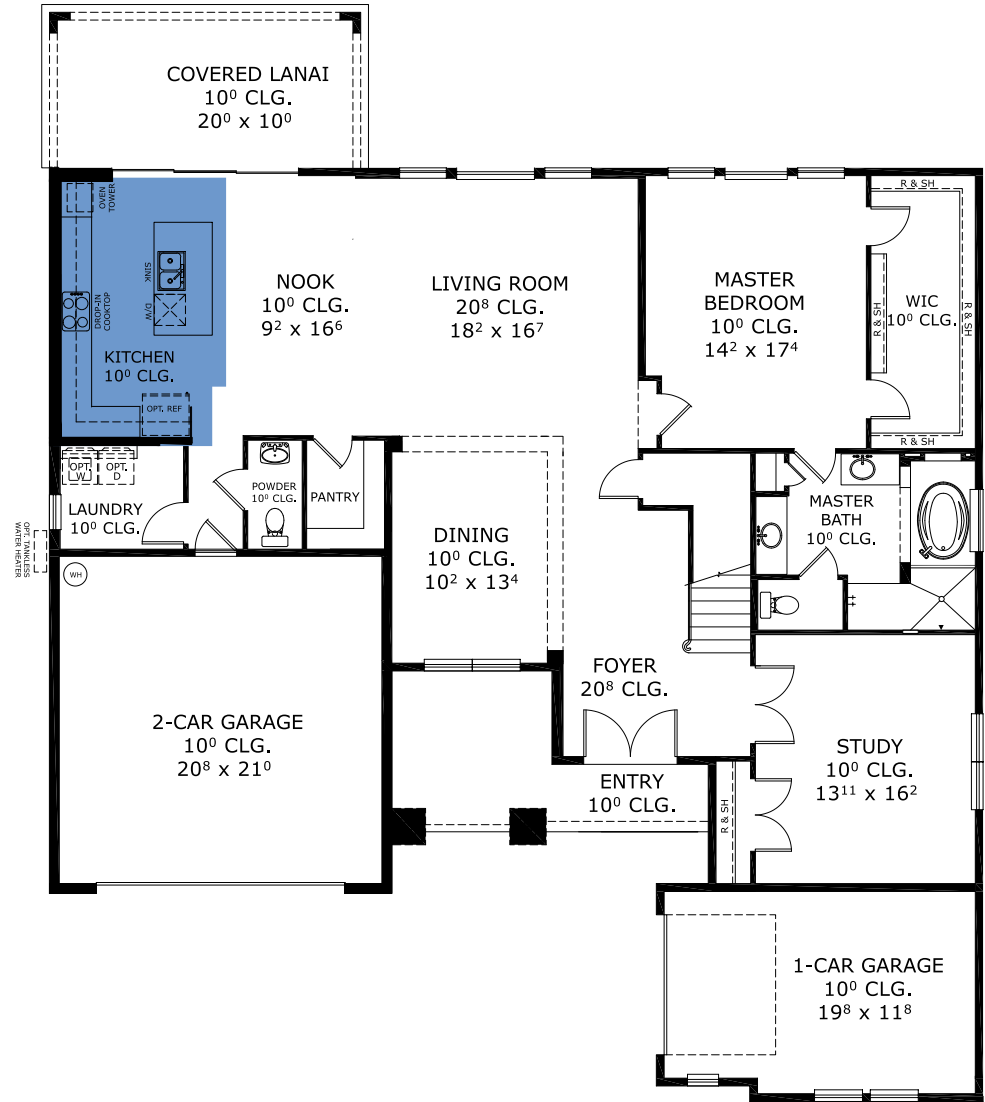 COVERED LANAI
10⁰ CLG.
20⁰ x 10⁰
OVEN
TOWER
SINK
D/W
DROP-IN
COOKTOP
KITCHEN
10⁰ CLG.
OPT. REF
NOOK
10⁰ CLG.
9² x 16⁶
LIVING ROOM
20⁸ CLG.
18² x 16⁷
MASTER
BEDROOM
10⁰ CLG.
14² x 17⁴
R & SH
WIC
10⁰ CLG.
R & SH
R & SH
R & SH
OPT.
W
OPT.
D
LAUNDRY
10⁰ CLG.
OPT. TANKLESS
WATER HEATER
POWDER
10⁰ CLG.
PANTRY
DINING
10⁰ CLG.
10² x 13⁴
MASTER
BATH
10⁰ CLG.
WH
2-CAR GARAGE
10⁰ CLG.
20⁸ x 21⁰
FOYER
20⁸ CLG.
ENTRY
10⁰ CLG.
R & SH
STUDY
10⁰ CLG.
13¹¹ x 16²
1-CAR GARAGE
10⁰ CLG.
19⁸ x 11⁸